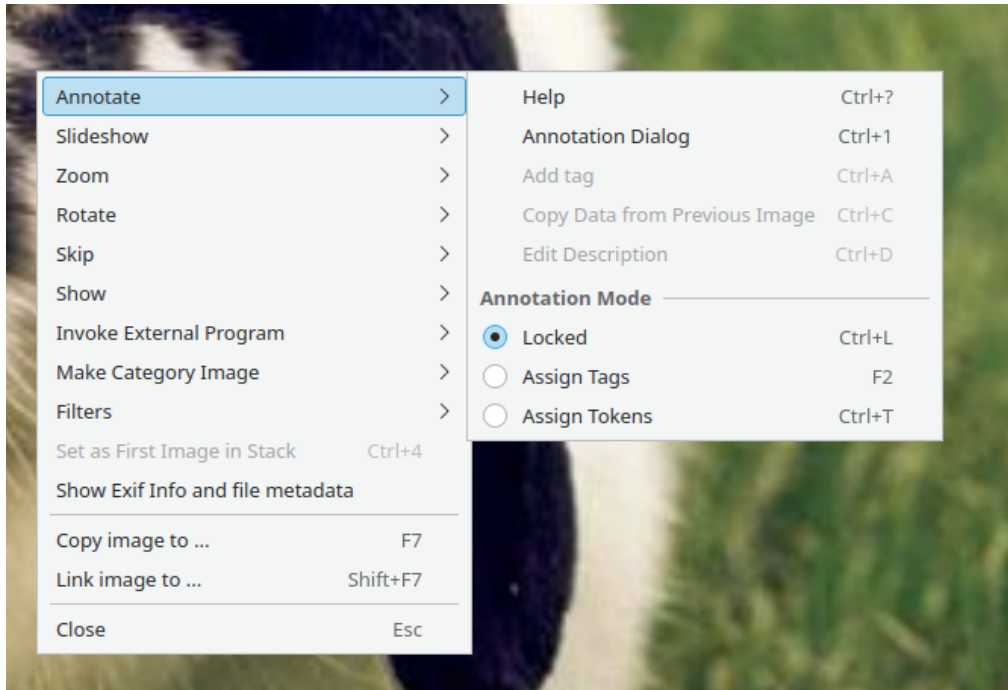 Annotate
Slideshow
Zoom
Rotate
Skip
Show
Invoke External Program
Make Category Image
Filters
Set as First Image in Stack Ctrl+4
Show Exif Info and file metadata
Copy image to ... F7
Link image to ... Shift+F7
Close Esc
Help Ctrl+?
Annotation Dialog Ctrl+1
Add tag Ctrl+A
Copy Data from Previous Image Ctrl+C
Edit Description Ctrl+D
Annotation Mode
Locked Ctrl+L
Assign Tags F2
Assign Tokens Ctrl+T